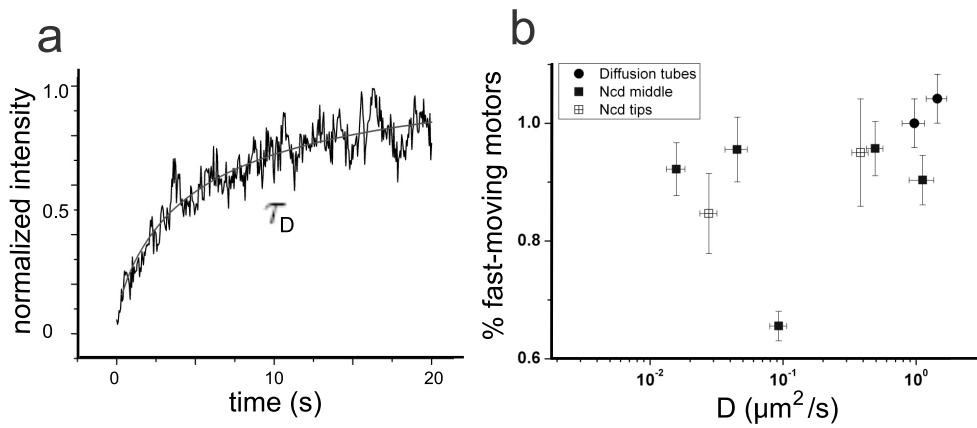 a
normalized intensity
1.0
0.5
0
τD
0
10
20
time (s)
b
Diffusion tubes
Ncd middle
Ncd tips
% fast-moving motors
1.0
0.8
0.6
10-2
10-1
100
D (µm2/s)